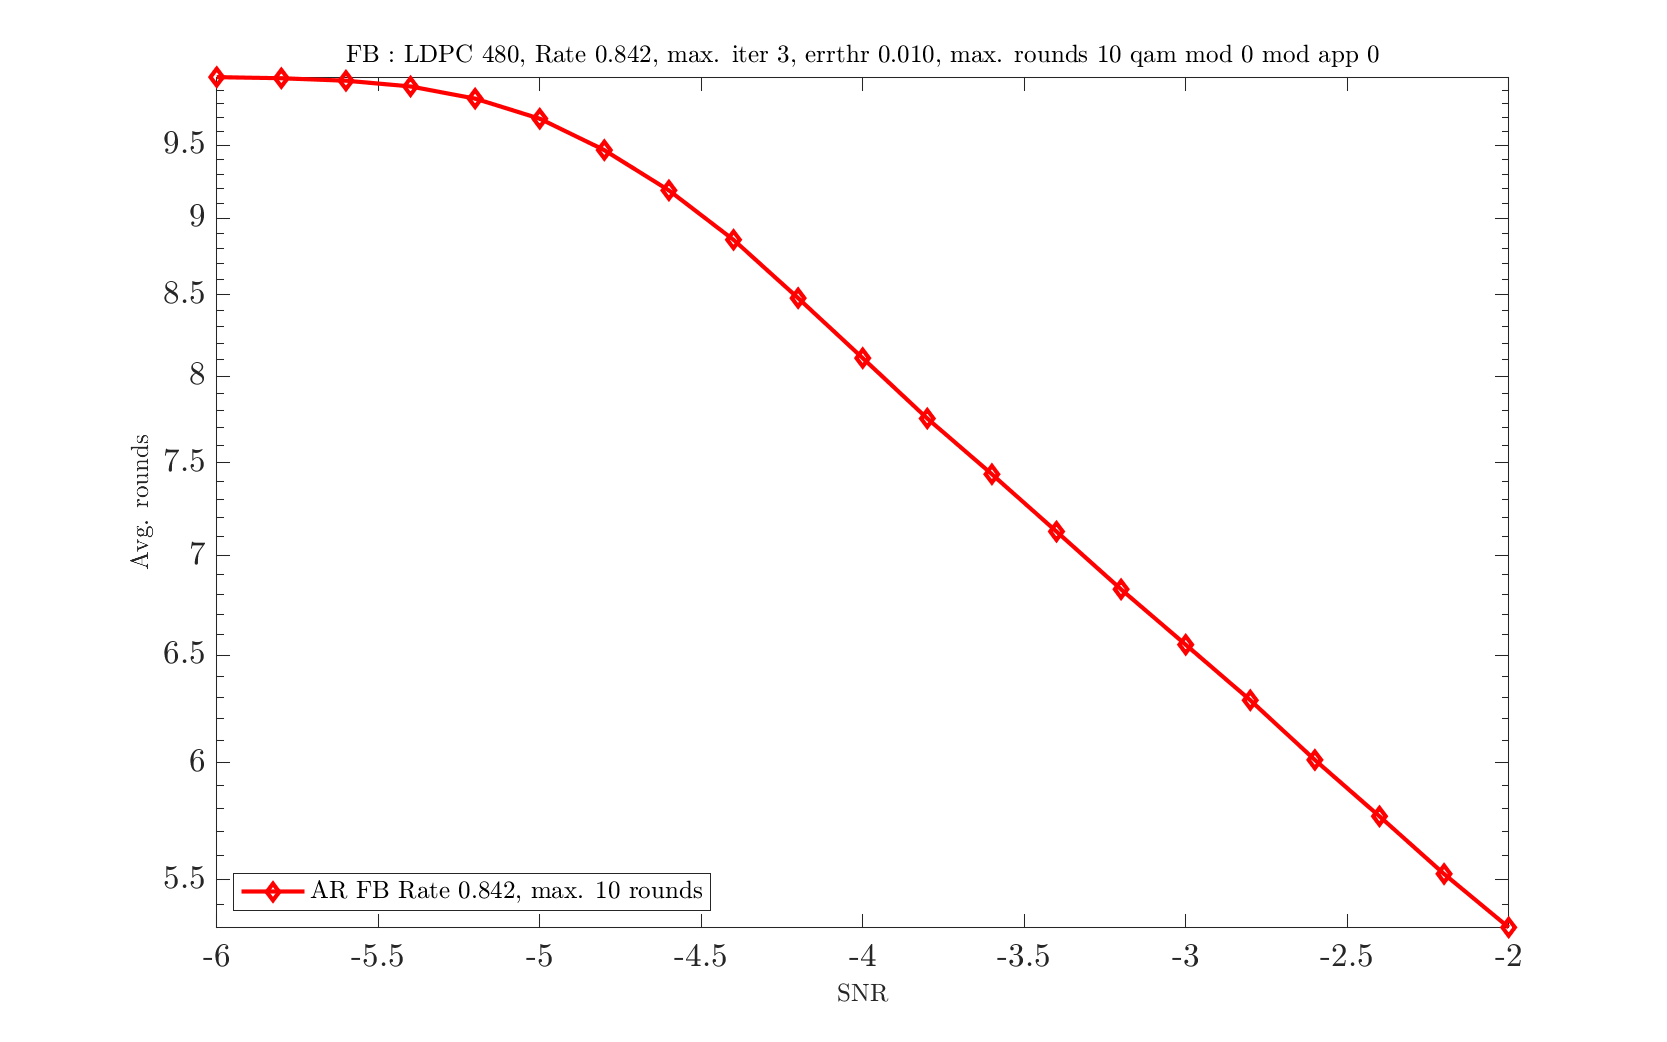 FB : LDPC 480, Rate 0.842, max. iter 3, errthr 0.010, max. rounds 10 qam mod 0 mod app 0
9.5
9
8.5
8
7.5
7
6.5
6
5.5
Avg. rounds
AR FB Rate 0.842, max. 10 rounds
-6 -5.5 -5 -4.5 -4 -3.5 -3 -2.5 -2
SNR